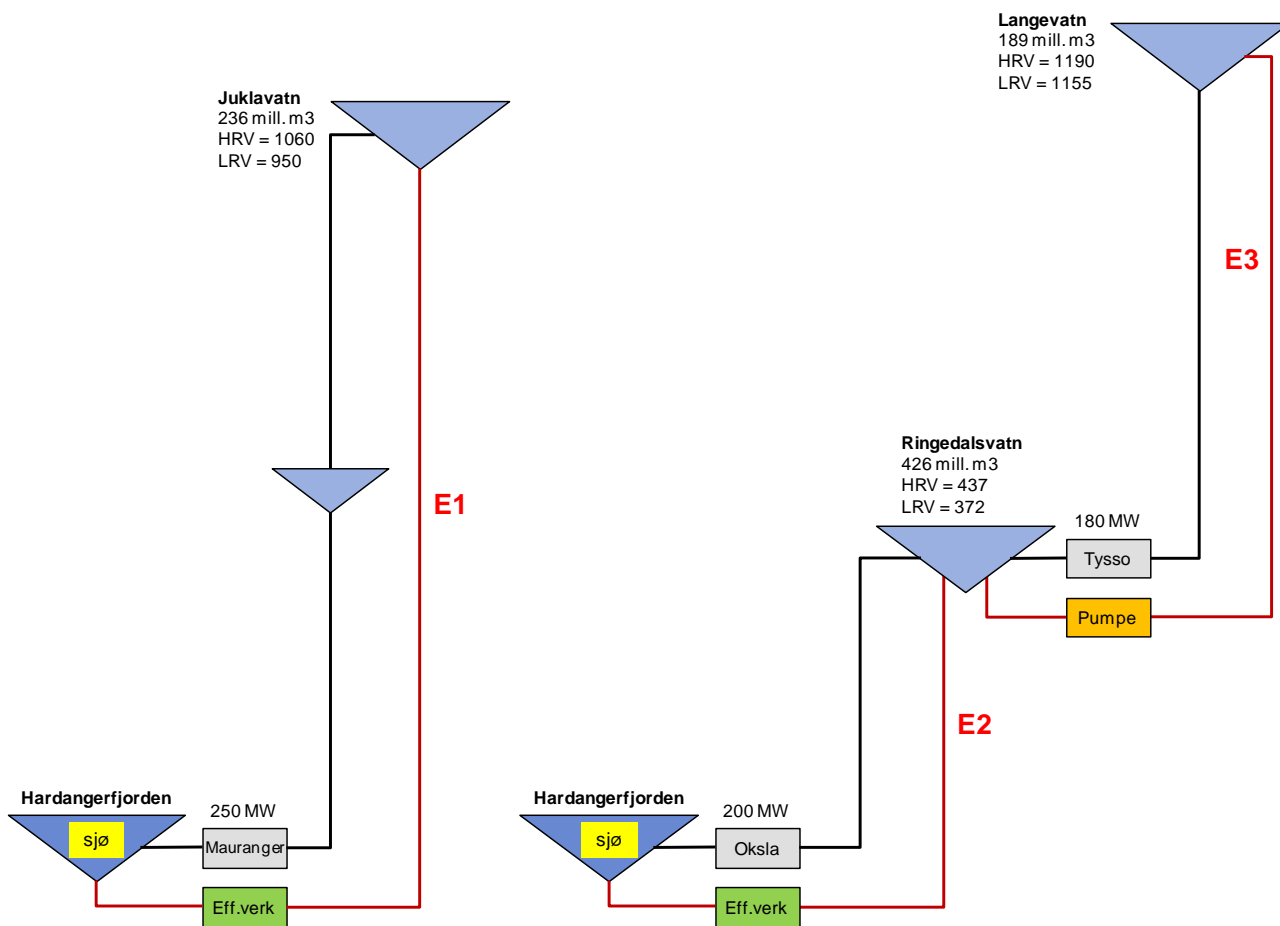 Langevatn
189 mill. m3
HRV = 1190
LRV = 1155
Juklavatn
236 mill. m3
HRV = 1060
LRV = 950
E3
E1
Ringedalsvatn
426 mill. m3
HRV = 437
LRV = 372
180 MW
Tysso
Pumpe
E2
Hardangerfjorden
250 MW
sjø
Mauranger
Eff.verk
Hardangerfjorden
200 MW
sjø
Oksla
Eff.verk